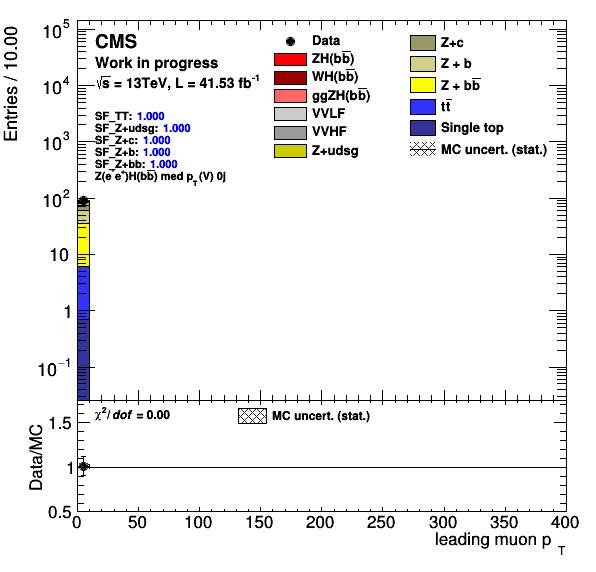 Entries / 10.00
10^5
10^4
10^3
10^2
10
1
10^−1
CMS
Work in progress
√s = 13TeV, L = 41.53 fb^-1
SF_TT: 1.000
SF_Z+udsg: 1.000
SF_Z+c: 1.000
SF_Z+b: 1.000
SF_Z+bb: 1.000
Z(e^-e^+)H(bb̅) med p_T(V) 0j
Data
ZH(bb̅)
WH(bb̅)
ggZH(bb̅)
VVLF
VVHF
Z+udsg
Z+c
Z + b
Z + bb̅
tt̅
Single top
MC uncert. (stat.)
Data/MC
1.5
1
0.5
χ²/dof = 0.00
MC uncert. (stat.)
0 50 100 150 200 250 300 350 400
leading muon p_T